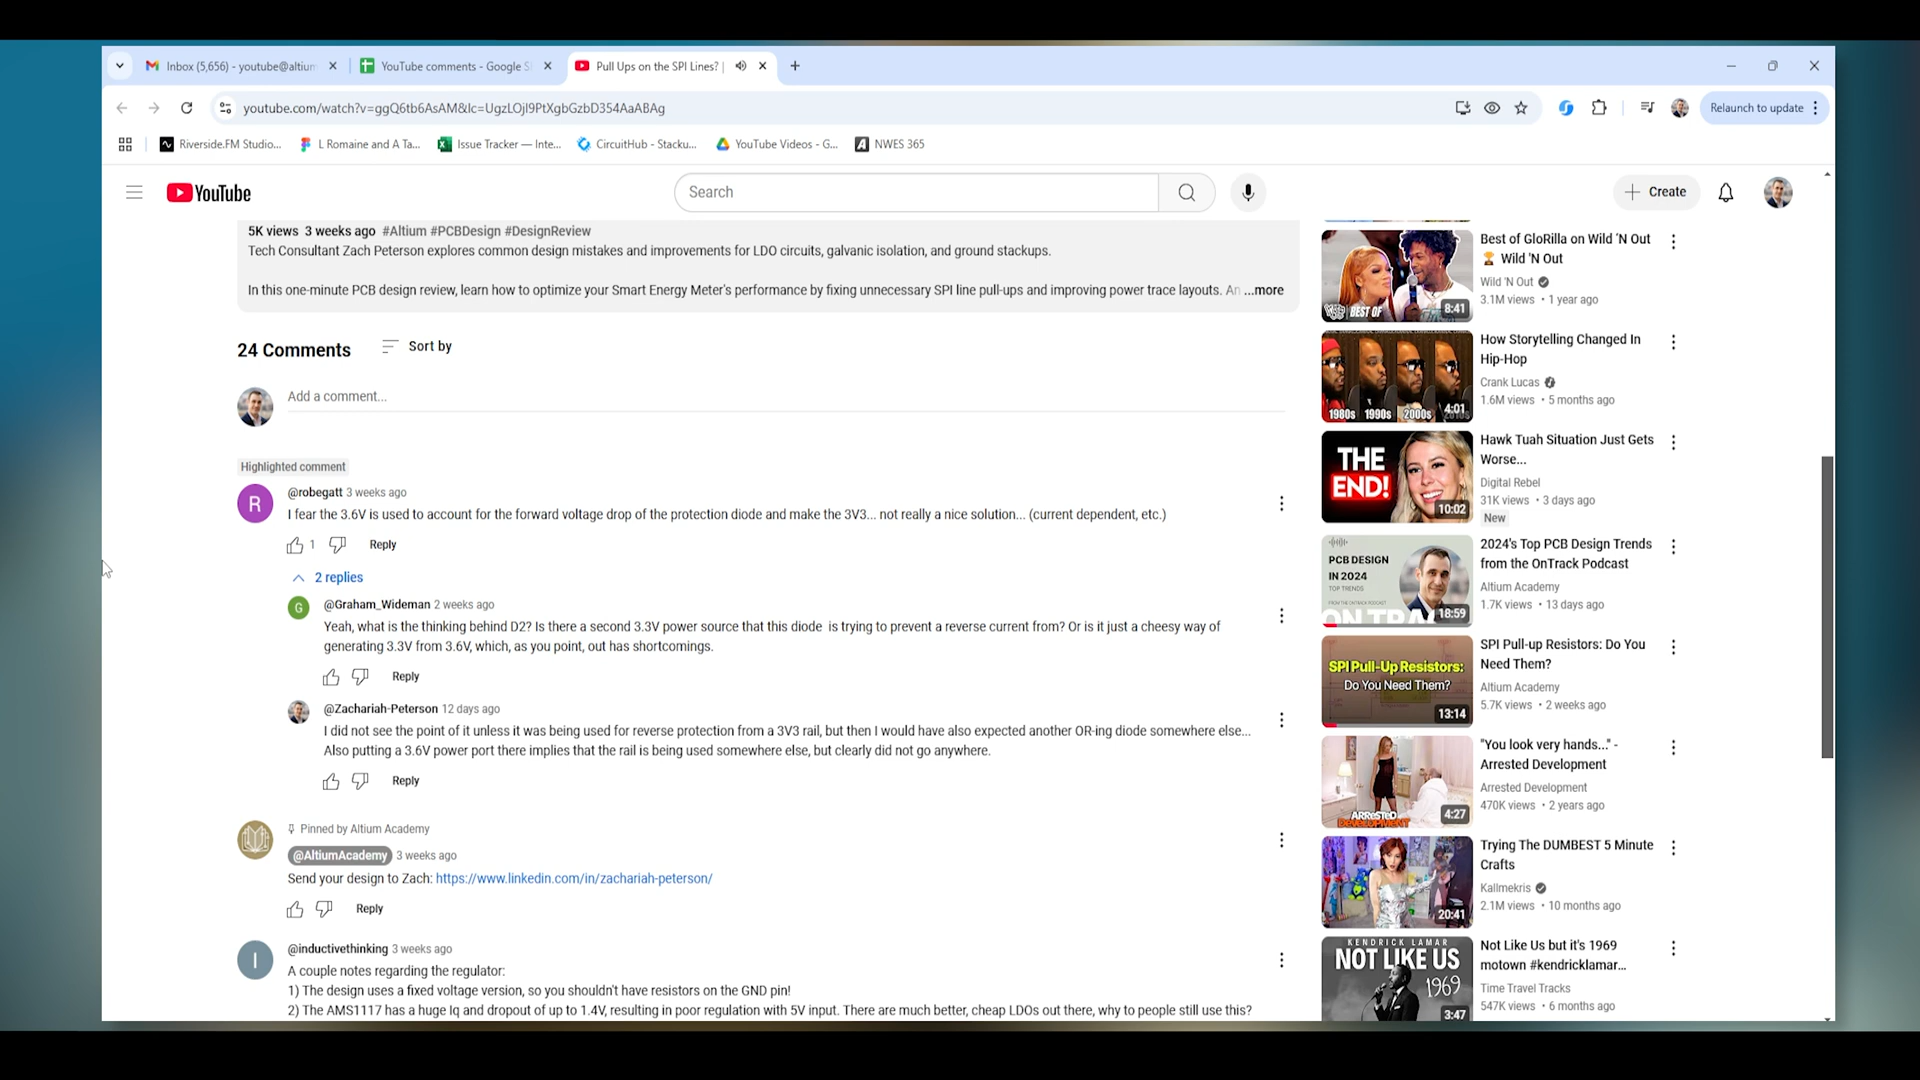 Inbox (5,656) - youtube@altium
YouTube comments - Google S
Pull Ups on the SPI Lines? |
youtube.com/watch?v=ggQ6tb6AsAM&lc=UgzLOjl9PtXgbGzbD354AaABAg
Relaunch to update
Riverside.FM Studio...
L Romaine and A Ta...
Issue Tracker — Inte...
CircuitHub - Stacku...
YouTube Videos - G...
NWES 365
YouTube
Search
Create
5K views 3 weeks ago #Altium #PCBDesign #DesignReview
Tech Consultant Zach Peterson explores common design mistakes and improvements for LDO circuits, galvanic isolation, and ground stackups.
In this one-minute PCB design review, learn how to optimize your Smart Energy Meter's performance by fixing unnecessary SPI line pull-ups and improving power trace layouts. An ...more
24 Comments
Sort by
Add a comment...
Highlighted comment
R
@robegatt 3 weeks ago
I fear the 3.6V is used to account for the forward voltage drop of the protection diode and make the 3V3... not really a nice solution... (current dependent, etc.)
1
Reply
2 replies
G
@Graham_Wideman 2 weeks ago
Yeah, what is the thinking behind D2? Is there a second 3.3V power source that this diode is trying to prevent a reverse current from? Or is it just a cheesy way of
generating 3.3V from 3.6V, which, as you point, out has shortcomings.
Reply
@Zachariah-Peterson 12 days ago
I did not see the point of it unless it was being used for reverse protection from a 3V3 rail, but then I would have also expected another OR-ing diode somewhere else...
Also putting a 3.6V power port there implies that the rail is being used somewhere else, but clearly did not go anywhere.
Reply
Pinned by Altium Academy
@AltiumAcademy 3 weeks ago
Send your design to Zach: https://www.linkedin.com/in/zachariah-peterson/
Reply
I
@inductivethinking 3 weeks ago
A couple notes regarding the regulator:
1) The design uses a fixed voltage version, so you shouldn't have resistors on the GND pin!
2) The AMS1117 has a huge Iq and dropout of up to 1.4V, resulting in poor regulation with 5V input. There are much better, cheap LDOs out there, why to people still use this?
BEST OF
8:41
Best of GloRilla on Wild 'N Out
🏆 Wild 'N Out
Wild 'N Out
3.1M views • 1 year ago
1980s 1990s 2000s 2010s
4:01
How Storytelling Changed In
Hip-Hop
Crank Lucas
1.6M views • 5 months ago
THE
END!
10:02
Hawk Tuah Situation Just Gets
Worse...
Digital Rebel
31K views • 3 days ago
New
PCB DESIGN
IN 2024
TOP TRENDS
ON TRA
18:59
2024's Top PCB Design Trends
from the OnTrack Podcast
Altium Academy
1.7K views • 13 days ago
SPI Pull-Up Resistors:
Do You Need Them?
13:14
SPI Pull-up Resistors: Do You
Need Them?
Altium Academy
5.7K views • 2 weeks ago
ARRESTED
DEVELOPMENT
4:27
"You look very hands..." -
Arrested Development
Arrested Development
470K views • 2 years ago
20:41
Trying The DUMBEST 5 Minute
Crafts
Kallmekris
2.1M views • 10 months ago
KENDRICK LAMAR
NOT LIKE US
1969
3:47
Not Like Us but it's 1969
motown #kendricklamar...
Time Travel Tracks
547K views • 6 months ago